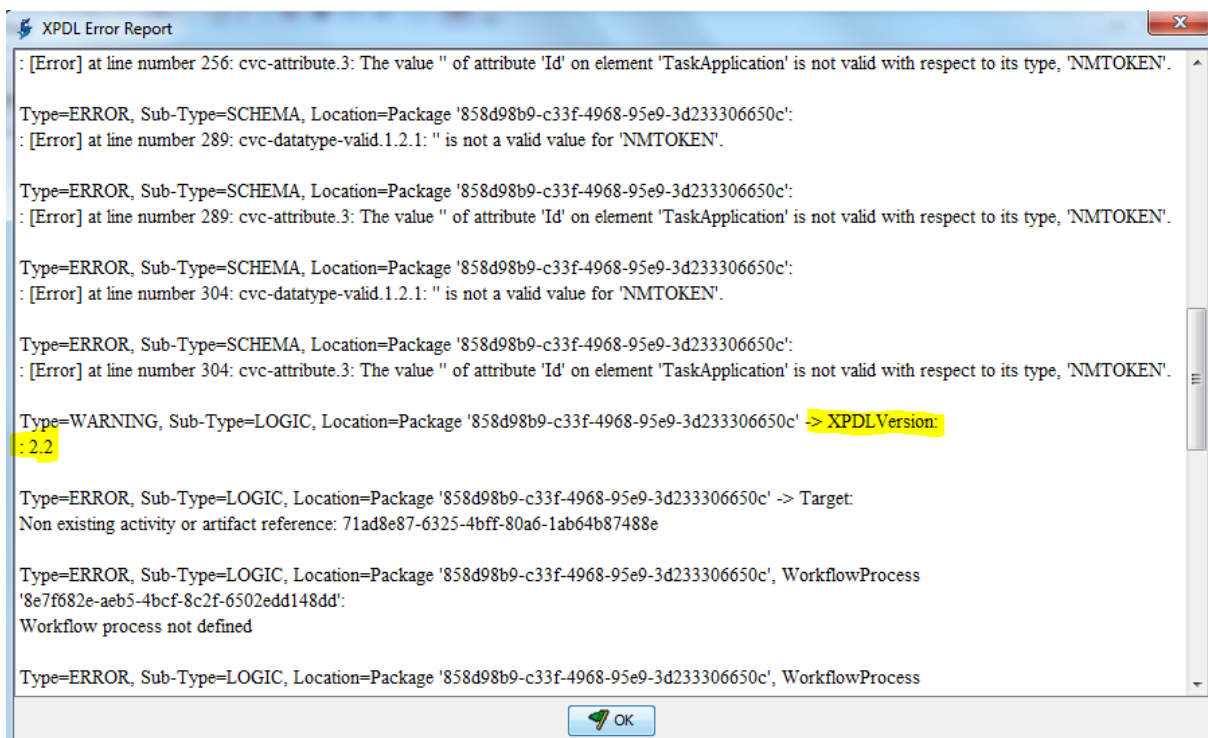 XPDL Error Report
: [Error] at line number 256: cvc-attribute.3: The value '' of attribute 'Id' on element 'TaskApplication' is not valid with respect to its type, 'NMTOKEN'.
Type=ERROR, Sub-Type=SCHEMA, Location=Package '858d98b9-c33f-4968-95e9-3d233306650c':
: [Error] at line number 289: cvc-datatype-valid.1.2.1: '' is not a valid value for 'NMTOKEN'.
Type=ERROR, Sub-Type=SCHEMA, Location=Package '858d98b9-c33f-4968-95e9-3d233306650c':
: [Error] at line number 289: cvc-attribute.3: The value '' of attribute 'Id' on element 'TaskApplication' is not valid with respect to its type, 'NMTOKEN'.
Type=ERROR, Sub-Type=SCHEMA, Location=Package '858d98b9-c33f-4968-95e9-3d233306650c':
: [Error] at line number 304: cvc-datatype-valid.1.2.1: '' is not a valid value for 'NMTOKEN'.
Type=ERROR, Sub-Type=SCHEMA, Location=Package '858d98b9-c33f-4968-95e9-3d233306650c':
: [Error] at line number 304: cvc-attribute.3: The value '' of attribute 'Id' on element 'TaskApplication' is not valid with respect to its type, 'NMTOKEN'.
Type=WARNING, Sub-Type=LOGIC, Location=Package '858d98b9-c33f-4968-95e9-3d233306650c' -> XPDLVersion:
: 2.2
Type=ERROR, Sub-Type=LOGIC, Location=Package '858d98b9-c33f-4968-95e9-3d233306650c' -> Target:
Non existing activity or artifact reference: 71ad8e87-6325-4bff-80a6-1ab64b87488e
Type=ERROR, Sub-Type=LOGIC, Location=Package '858d98b9-c33f-4968-95e9-3d233306650c', WorkflowProcess
'8e7f682e-aeb5-4bcf-8c2f-6502edd148dd':
Workflow process not defined
Type=ERROR, Sub-Type=LOGIC, Location=Package '858d98b9-c33f-4968-95e9-3d233306650c', WorkflowProcess
OK